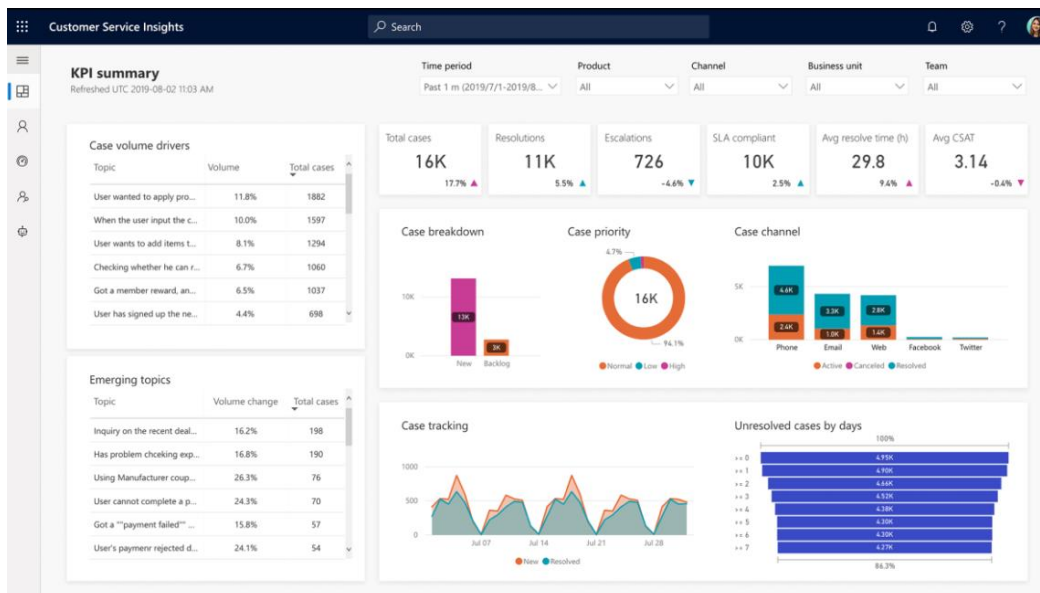 Customer Service Insights
Search
?
KPI summary
Refreshed UTC 2019-08-02 11:03 AM
Time period
Past 1 m (2019/7/1-2019/8...
Product
All
Channel
All
Business unit
All
Team
All
Case volume drivers
Topic Volume Total cases
User wanted to apply pro... 11.8% 1882
When the user input the c... 10.0% 1597
User wants to add items t... 8.1% 1294
Checking whether he can r... 6.7% 1060
Got a member reward, an... 6.5% 1037
User has signed up the ne... 4.4% 698
Emerging topics
Topic Volume change Total cases
Inquiry on the recent deal... 16.2% 198
Has problem chceking exp... 16.8% 190
Using Manufacturer coup... 26.3% 76
User cannot complete a p... 24.3% 70
Got a ""payment failed"" ... 15.8% 57
User's paymenr rejected d... 24.1% 54
Total cases
16K
17.7%
Resolutions
11K
5.5%
Escalations
726
-4.6%
SLA compliant
10K
2.5%
Avg resolve time (h)
29.8
9.4%
Avg CSAT
3.14
-0.4%
Case breakdown
10K
0K
13K
3K
New Backlog
Case priority
4.7%
16K
94.1%
Normal Low High
Case channel
5K
0K
4.6K
2.4K
3.3K
1.0K
2.8K
1.4K
Phone Email Web Facebook Twitter
Active Canceled Resolved
Case tracking
1000
500
0
Jul 07 Jul 14 Jul 21 Jul 28
New Resolved
Unresolved cases by days
100%
>= 0 4.95K
>= 1 4.90K
>= 2 4.66K
>= 3 4.52K
>= 4 4.38K
>= 5 4.30K
>= 6 4.30K
>= 7 4.27K
86.3%